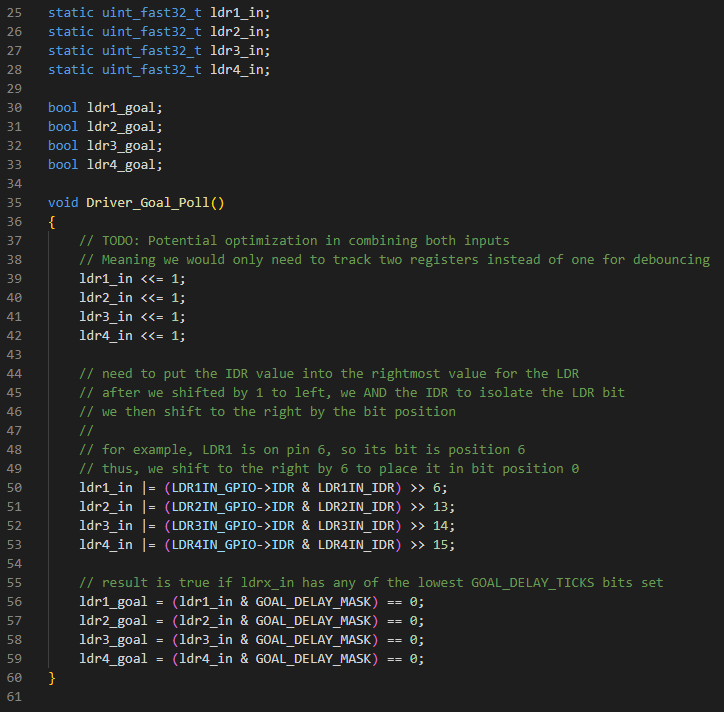 25 static uint_fast32_t ldr1_in;
26 static uint_fast32_t ldr2_in;
27 static uint_fast32_t ldr3_in;
28 static uint_fast32_t ldr4_in;
29
30 bool ldr1_goal;
31 bool ldr2_goal;
32 bool ldr3_goal;
33 bool ldr4_goal;
34
35 void Driver_Goal_Poll()
36 {
37     // TODO: Potential optimization in combining both inputs
38     // Meaning we would only need to track two registers instead of one for debouncing
39     ldr1_in <<= 1;
40     ldr2_in <<= 1;
41     ldr3_in <<= 1;
42     ldr4_in <<= 1;
43
44     // need to put the IDR value into the rightmost value for the LDR
45     // after we shifted by 1 to left, we AND the IDR to isolate the LDR bit
46     // we then shift to the right by the bit position
47     //
48     // for example, LDR1 is on pin 6, so its bit is position 6
49     // thus, we shift to the right by 6 to place it in bit position 0
50     ldr1_in |= (LDR1IN_GPIO->IDR & LDR1IN_IDR) >> 6;
51     ldr2_in |= (LDR2IN_GPIO->IDR & LDR2IN_IDR) >> 13;
52     ldr3_in |= (LDR3IN_GPIO->IDR & LDR3IN_IDR) >> 14;
53     ldr4_in |= (LDR4IN_GPIO->IDR & LDR4IN_IDR) >> 15;
54
55     // result is true if ldrx_in has any of the lowest GOAL_DELAY_TICKS bits set
56     ldr1_goal = (ldr1_in & GOAL_DELAY_MASK) == 0;
57     ldr2_goal = (ldr2_in & GOAL_DELAY_MASK) == 0;
58     ldr3_goal = (ldr3_in & GOAL_DELAY_MASK) == 0;
59     ldr4_goal = (ldr4_in & GOAL_DELAY_MASK) == 0;
60 }
61